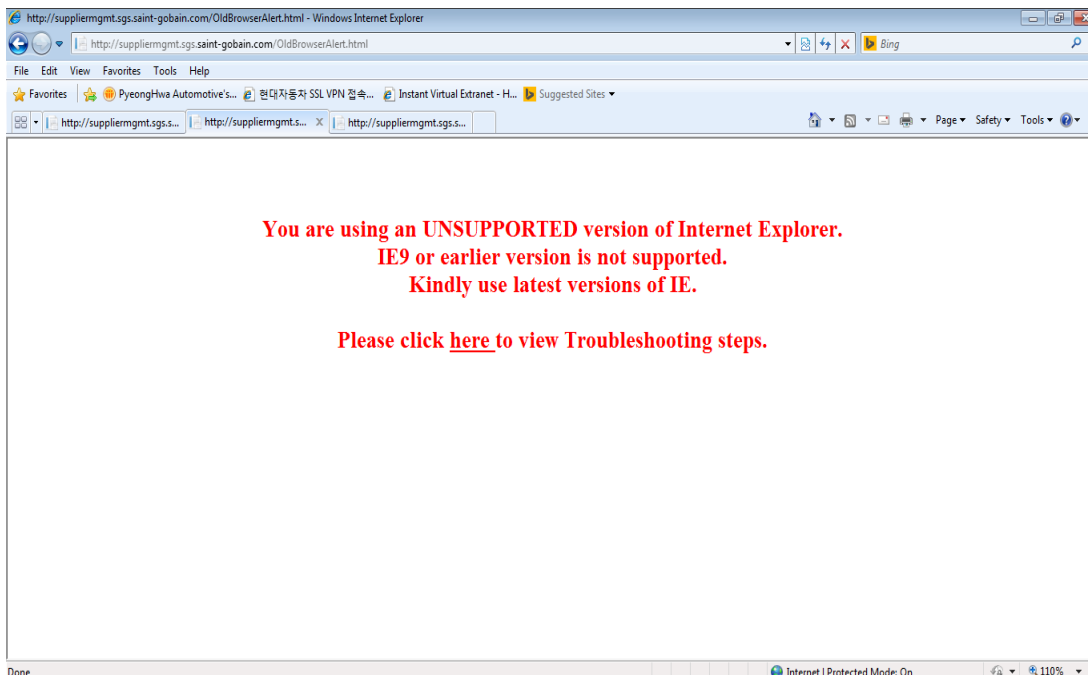 http://suppliermgmt.sgs.saint-gobain.com/OldBrowserAlert.html - Windows Internet Explorer
http://suppliermgmt.sgs.saint-gobain.com/OldBrowserAlert.html Bing
File Edit View Favorites Tools Help
Favorites PyeongHwa Automotive's... 현대자동차 SSL VPN 접속... Instant Virtual Extranet - H... Suggested Sites
http://suppliermgmt.sgs.s... http://suppliermgmt.s... X http://suppliermgmt.sgs.s... Page Safety Tools
You are using an UNSUPPORTED version of Internet Explorer.
IE9 or earlier version is not supported.
Kindly use latest versions of IE.
Please click here to view Troubleshooting steps.
Done Internet | Protected Mode: On 110%